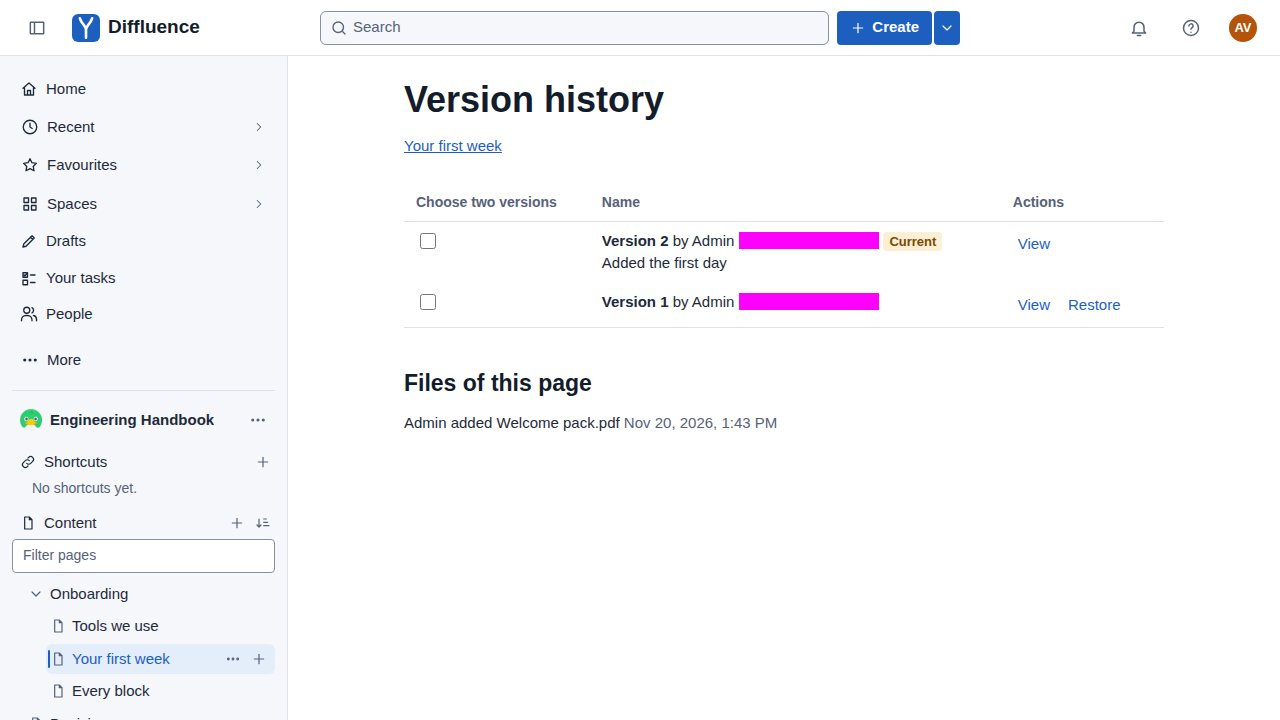 Diffluence
Search
Create
AV
Home
Recent
Favourites
Spaces
Drafts
Your tasks
People
More
Engineering Handbook
Shortcuts
No shortcuts yet.
Content
Filter pages
Onboarding
Tools we use
Your first week
Every block
Version history
Your first week
Choose two versions Name Actions
Version 2 by Admin Current View
Added the first day
Version 1 by Admin View Restore
Files of this page
Admin added Welcome pack.pdf Nov 20, 2026, 1:43 PM